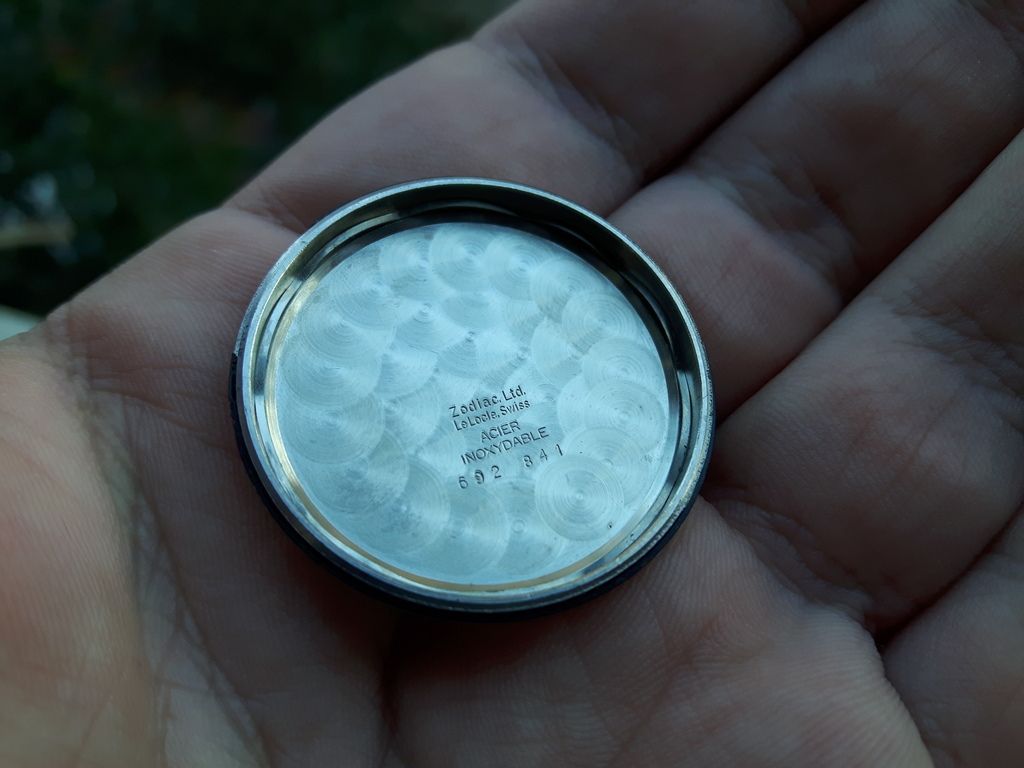 Zodiac, Ltd.
Le Locle, Swiss
ACIER
INOXYDABLE
692 841